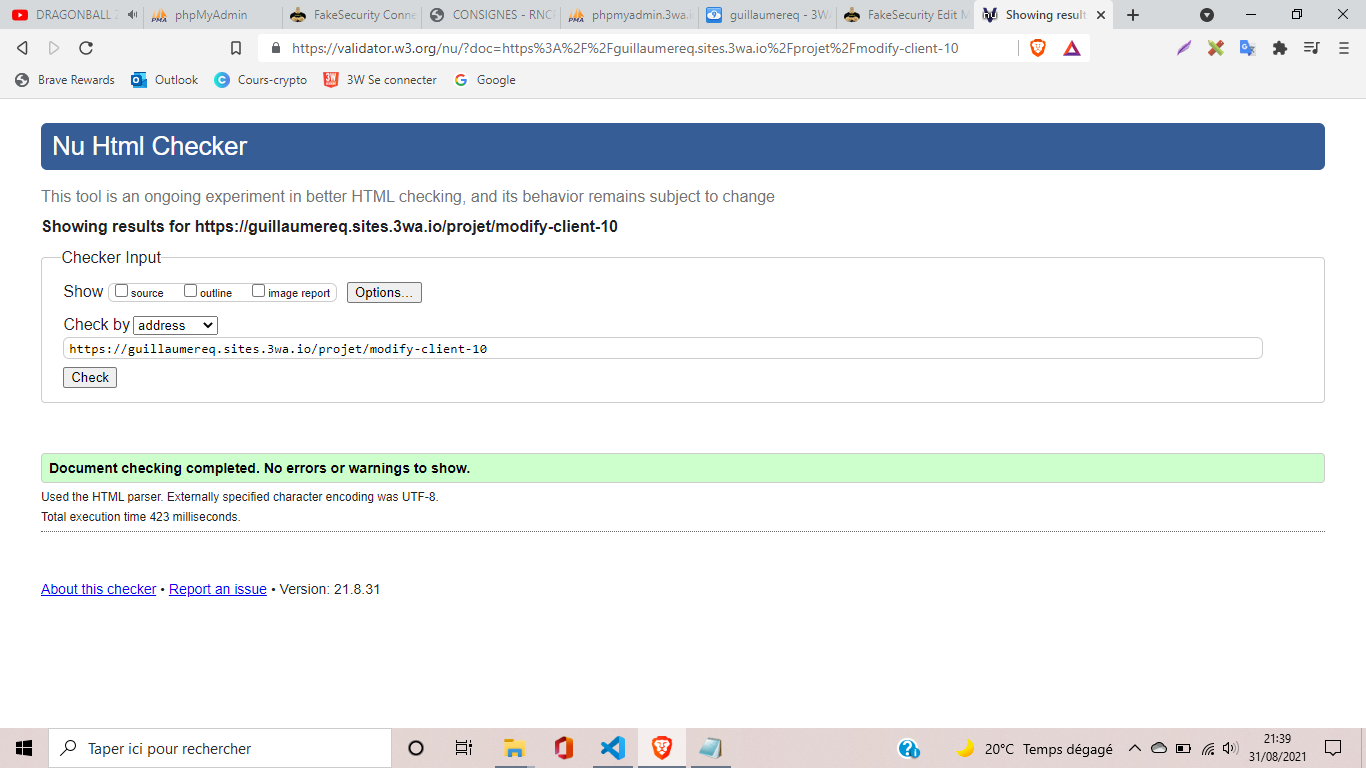 DRAGONBALL Z
phpMyAdmin
FakeSecurity Conne
CONSIGNES - RNC
phpmyadmin.3wa.i
guillaumereq - 3W
FakeSecurity Edit M
Showing result
https://validator.w3.org/nu/?doc=https%3A%2F%2Fguillaumereq.sites.3wa.io%2Fprojet%2Fmodify-client-10
Brave Rewards Outlook Cours-crypto 3W Se connecter Google
Nu Html Checker
This tool is an ongoing experiment in better HTML checking, and its behavior remains subject to change
Showing results for https://guillaumereq.sites.3wa.io/projet/modify-client-10
Checker Input
Show source outline image report Options...
Check by address
https://guillaumereq.sites.3wa.io/projet/modify-client-10
Check
Document checking completed. No errors or warnings to show.
Used the HTML parser. Externally specified character encoding was UTF-8.
Total execution time 423 milliseconds.
About this checker • Report an issue • Version: 21.8.31
Taper ici pour rechercher
20°C Temps dégagé
21:39
31/08/2021